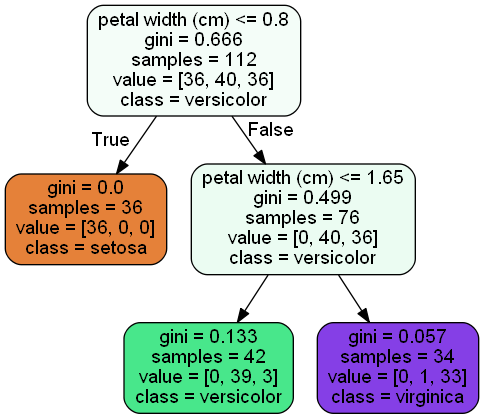 petal width (cm) <= 0.8
gini = 0.666
samples = 112
value = [36, 40, 36]
class = versicolor
True
False
gini = 0.0
samples = 36
value = [36, 0, 0]
class = setosa
petal width (cm) <= 1.65
gini = 0.499
samples = 76
value = [0, 40, 36]
class = versicolor
gini = 0.133
samples = 42
value = [0, 39, 3]
class = versicolor
gini = 0.057
samples = 34
value = [0, 1, 33]
class = virginica